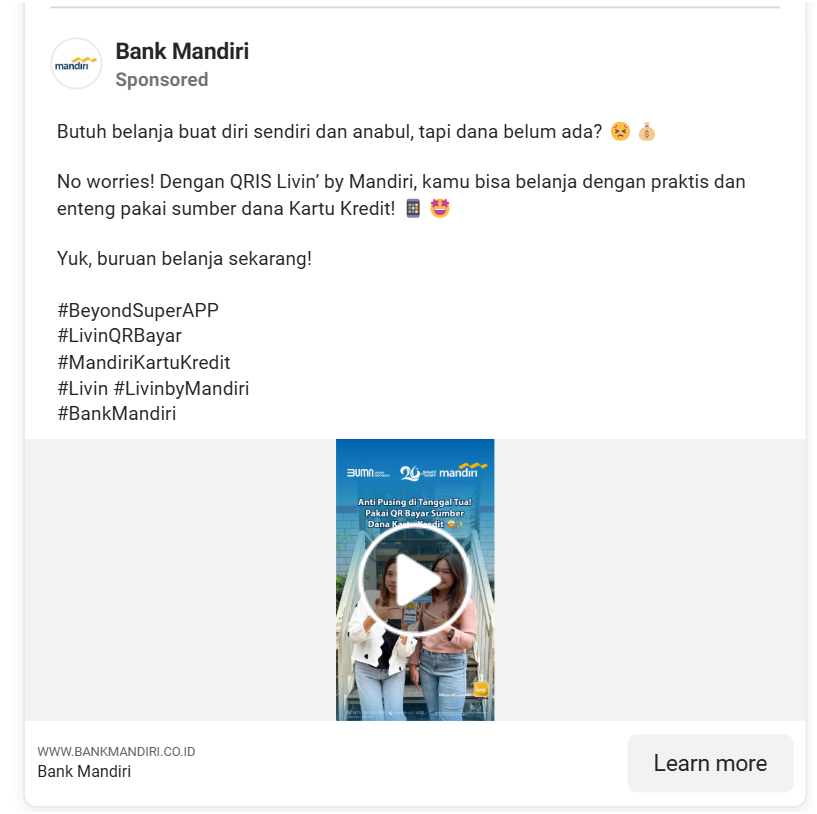 mandiri
Bank Mandiri
Sponsored
Butuh belanja buat diri sendiri dan anabul, tapi dana belum ada? 😣 💰
No worries! Dengan QRIS Livin’ by Mandiri, kamu bisa belanja dengan praktis dan
enteng pakai sumber dana Kartu Kredit! 📱 🤩
Yuk, buruan belanja sekarang!
#BeyondSuperAPP
#LivinQRBayar
#MandiriKartuKredit
#Livin #LivinbyMandiri
#BankMandiri
BUMN mandiri
Anti Pusing di Tanggal Tua!
Pakai QR Bayar Sumber
Dana Kartu Kredit 🤩
WWW.BANKMANDIRI.CO.ID
Bank Mandiri
Learn more